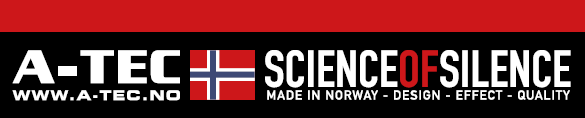 A-TEC
WWW.A-TEC.NO
SCIENCEOFSILENCE
MADE IN NORWAY - DESIGN - EFFECT - QUALITY